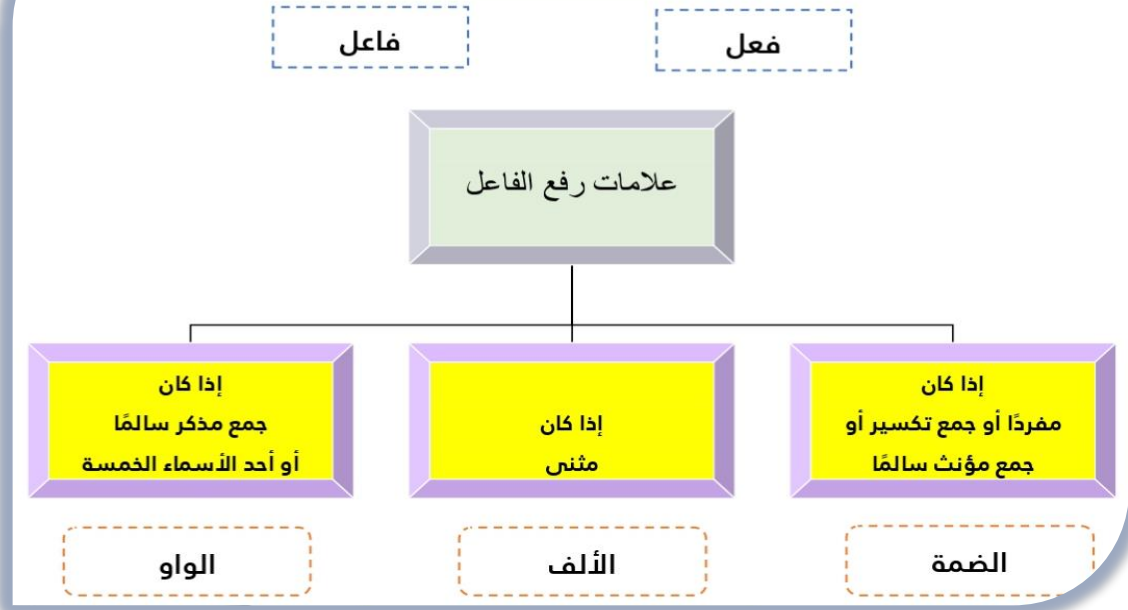 فعل
فاعل
علامات رفع الفاعل
إذا كان
مفردًا أو جمع تكسير أو
جمع مؤنث سالمًا
إذا كان
مثنى
إذا كان
جمع مذكر سالمًا
أو أحد الأسماء الخمسة
الضمة
الألف
الواو